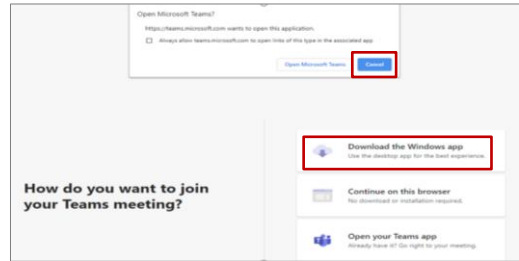 Open Microsoft Teams?
https://teams.microsoft.com wants to open this application.
Always allow teams.microsoft.com to open links of this type in the associated app
Open Microsoft Teams
Cancel
Download the Windows app
Use the desktop app for the best experience.
How do you want to join
your Teams meeting?
Continue on this browser
No download or installation required.
Open your Teams app
Already have it? Go right to your meeting.